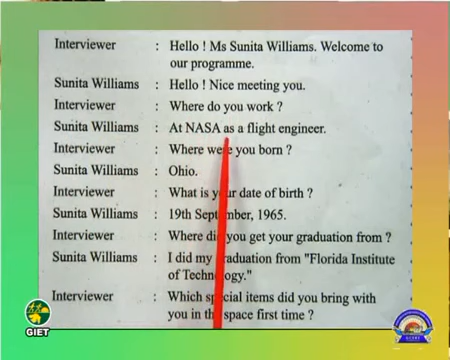 Interviewer : Hello ! Ms Sunita Williams. Welcome to
our programme.
Sunita Williams : Hello ! Nice meeting you.
Interviewer : Where do you work ?
Sunita Williams : At NASA as a flight engineer.
Interviewer : Where were you born ?
Sunita Williams : Ohio.
Interviewer : What is your date of birth ?
Sunita Williams : 19th September, 1965.
Interviewer : Where did you get your graduation from ?
Sunita Williams : I did my graduation from "Florida Institute
of Technology."
Interviewer : Which special items did you bring with
you in the space first time ?
GIET